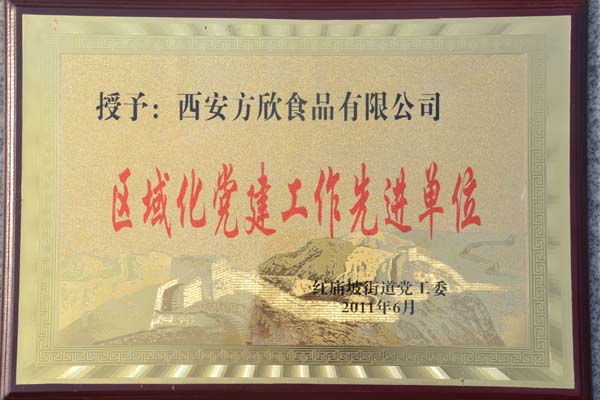 授予：西安方欣食品有限公司
区域化党建工作先进单位
红庙坡街道党工委
2011年6月